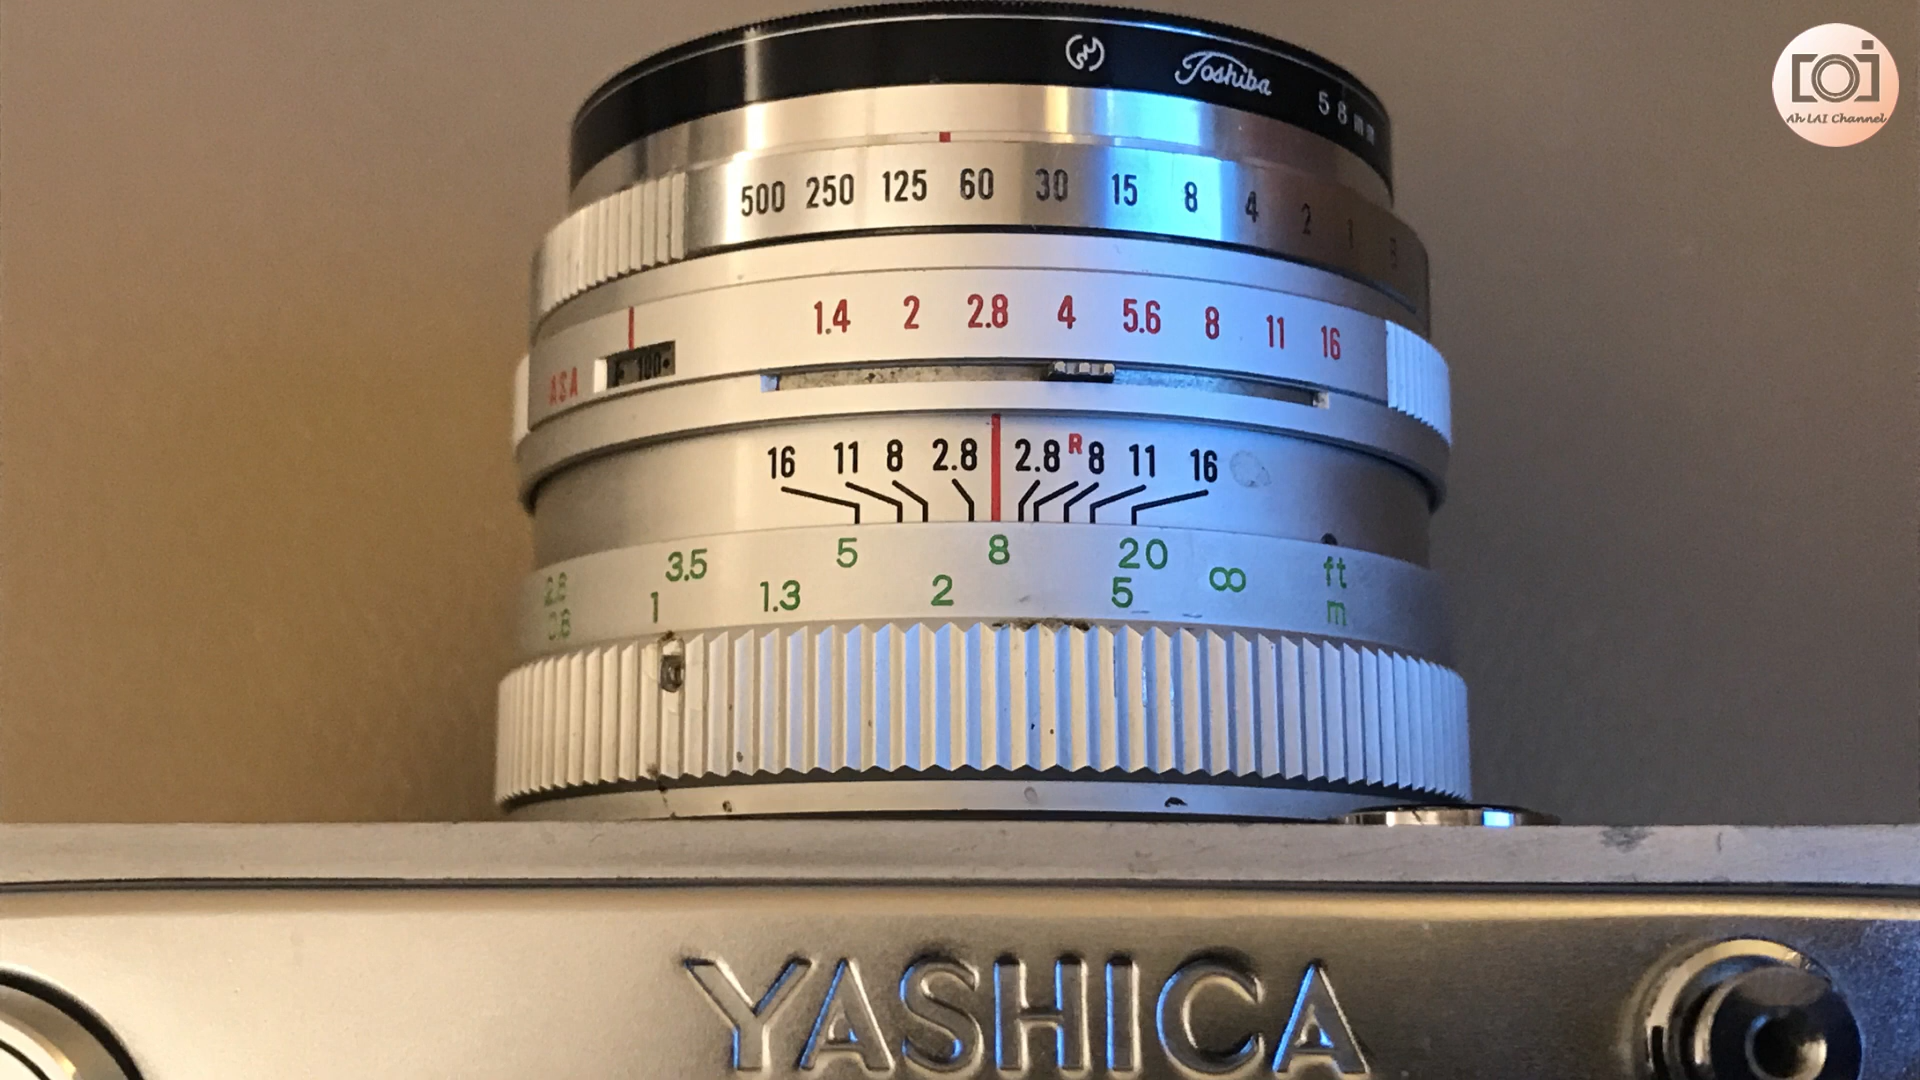 Toshiba 58mm
Ah LAI Channel
500 250 125 60 30 15 8 4 2 1 B
1.4 2 2.8 4 5.6 8 11 16
ASA 100
16 11 8 2.8 2.8 R 8 11 16
2.8 3.5 5 8 20 ∞ ft
0.8 1 1.3 2 5 m
YASHICA